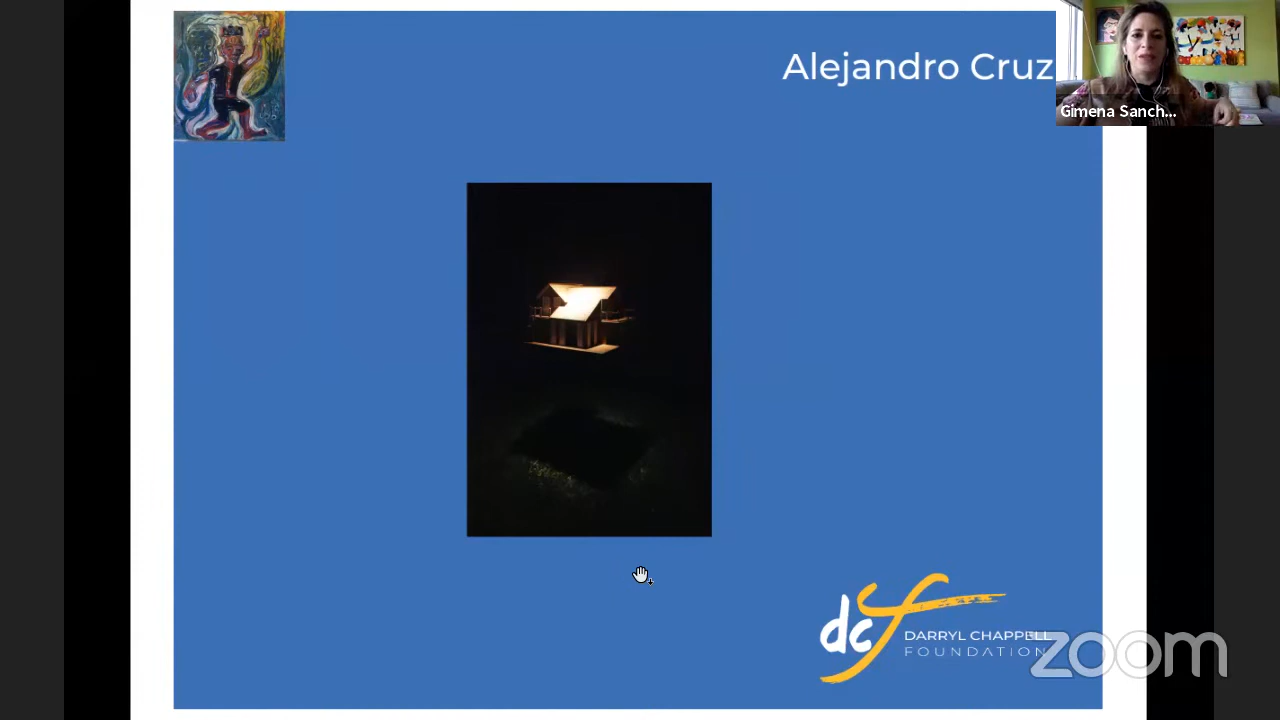 Alejandro Cruz
Gimena Sanch...
dcf
DARRYL CHAPPELL
FOUNDATION
zoom